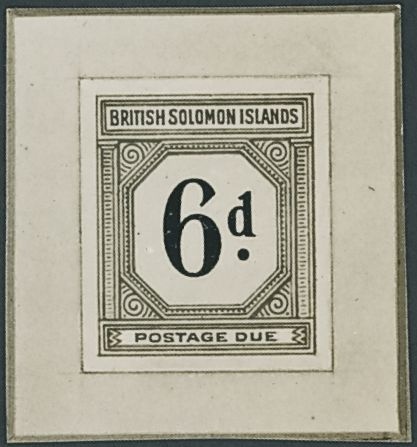 BRITISH SOLOMON ISLANDS
6d.
POSTAGE DUE